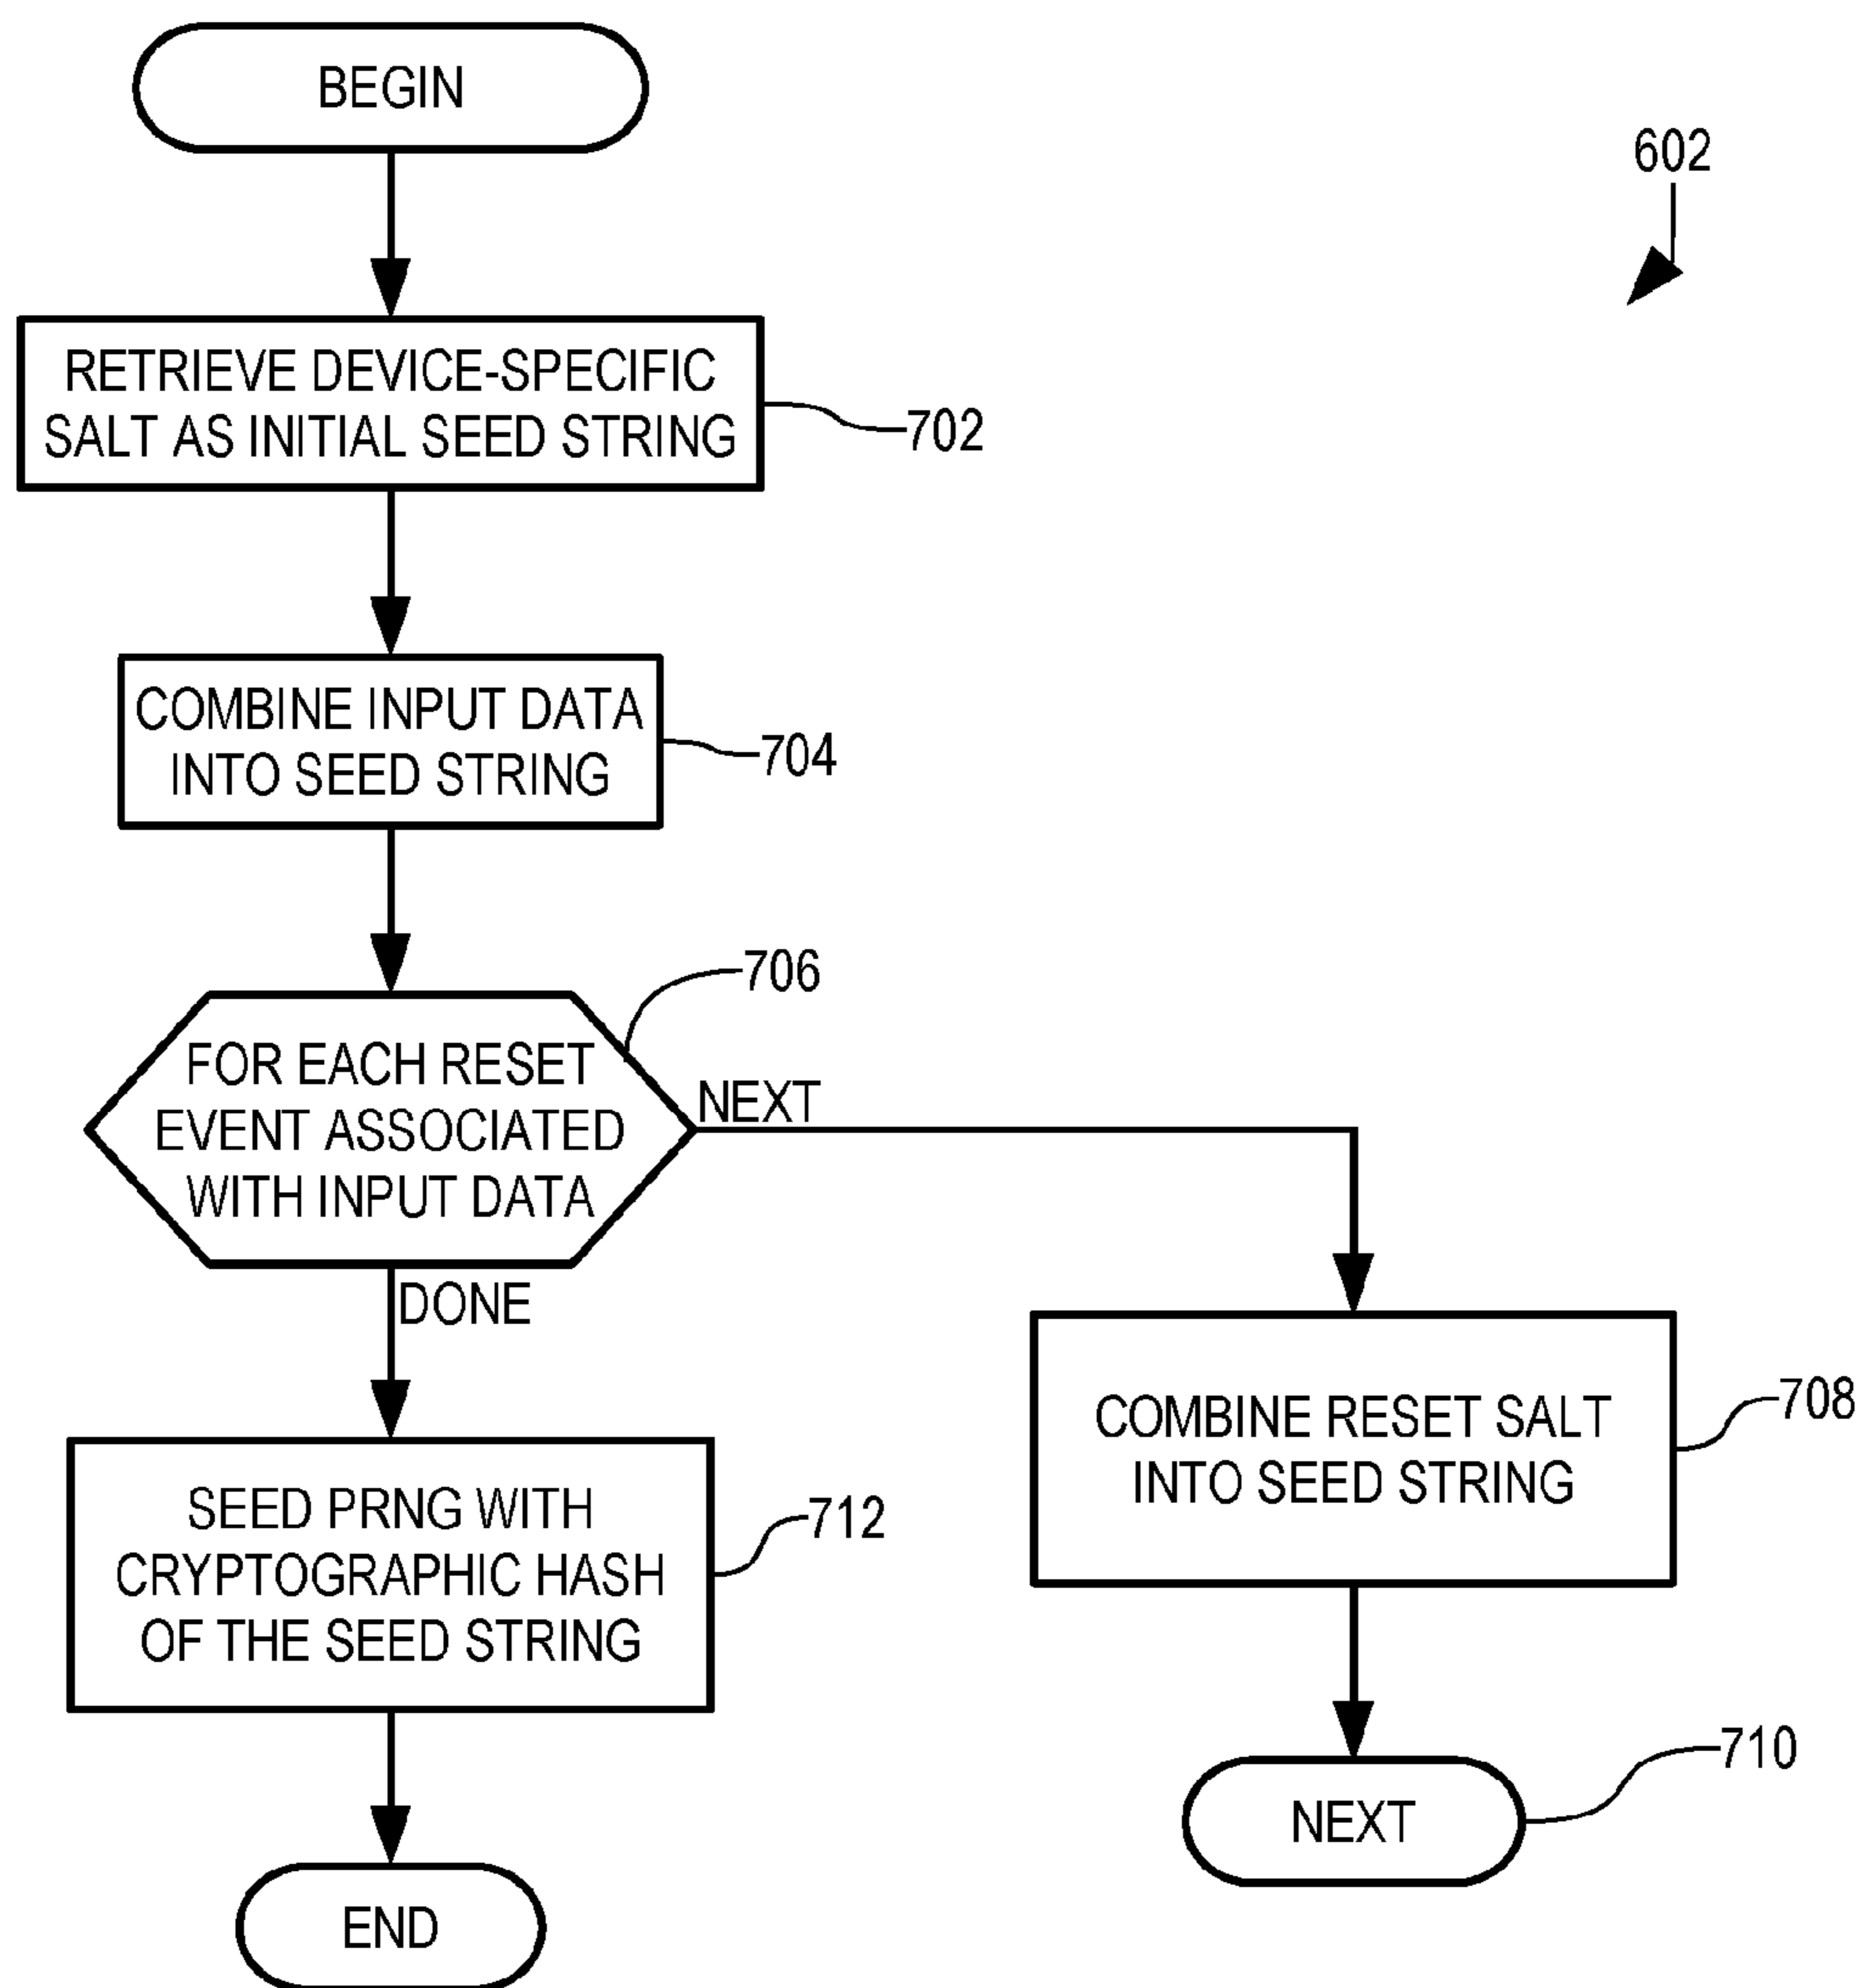 BEGIN
602
RETRIEVE DEVICE-SPECIFIC
SALT AS INITIAL SEED STRING
702
COMBINE INPUT DATA
INTO SEED STRING
704
706
FOR EACH RESET
EVENT ASSOCIATED
WITH INPUT DATA
NEXT
DONE
COMBINE RESET SALT
INTO SEED STRING
708
SEED PRNG WITH
CRYPTOGRAPHIC HASH
OF THE SEED STRING
712
NEXT
710
END